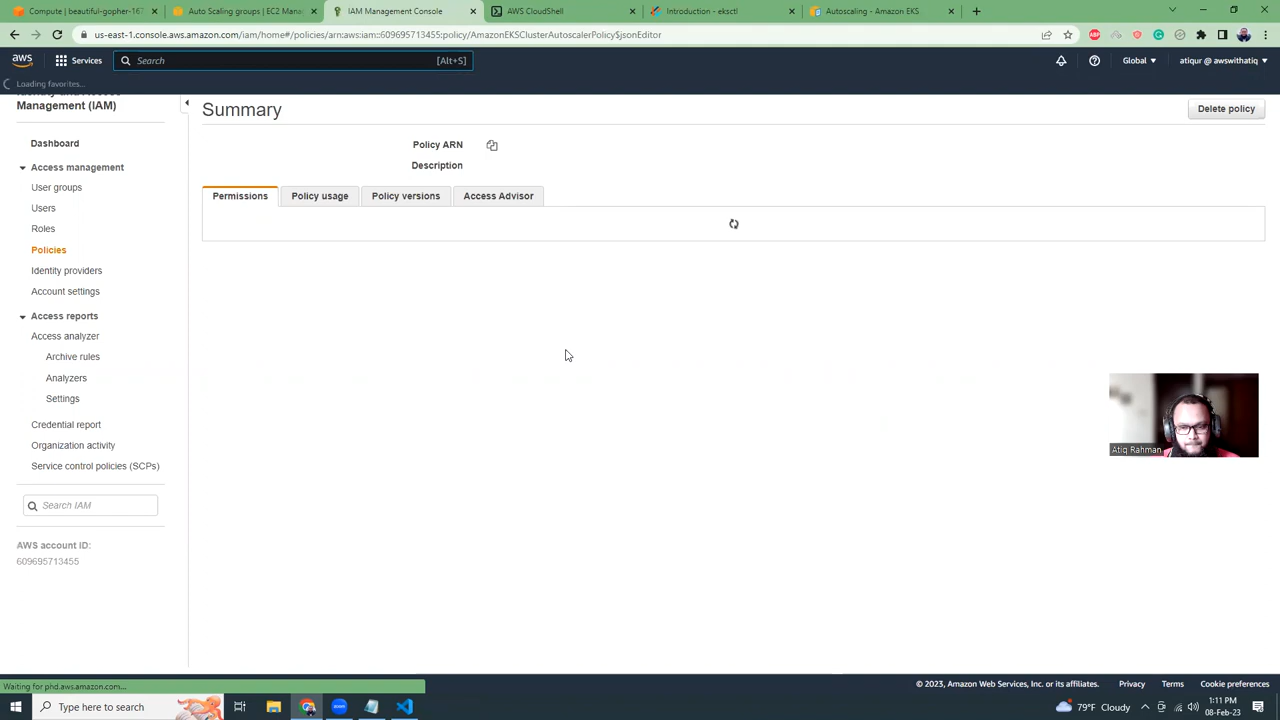 Compute | beautiful-gopher-167
Auto Scaling groups | EC2 Mana
IAM Management Console
AWS CloudShell
Introduction - eksctl
Autoscaling - Amazon EKS
us-east-1.console.aws.amazon.com/iam/home#/policies/arn:aws:iam::609695713455:policy/AmazonEKSClusterAutoscalerPolicy$jsonEditor
aws
Services
Search
[Alt+S]
Global
atiqur @ awswithatiq
Loading favorites...
Management (IAM)
Dashboard
Access management
User groups
Users
Roles
Policies
Identity providers
Account settings
Access reports
Access analyzer
Archive rules
Analyzers
Settings
Credential report
Organization activity
Service control policies (SCPs)
Search IAM
AWS account ID:
609695713455
Summary
Delete policy
Policy ARN
Description
Permissions
Policy usage
Policy versions
Access Advisor
Atiq Rahman
Waiting for phd.aws.amazon.com...
© 2023, Amazon Web Services, Inc. or its affiliates.
Privacy
Terms
Cookie preferences
Type here to search
79°F Cloudy
1:11 PM
08-Feb-23